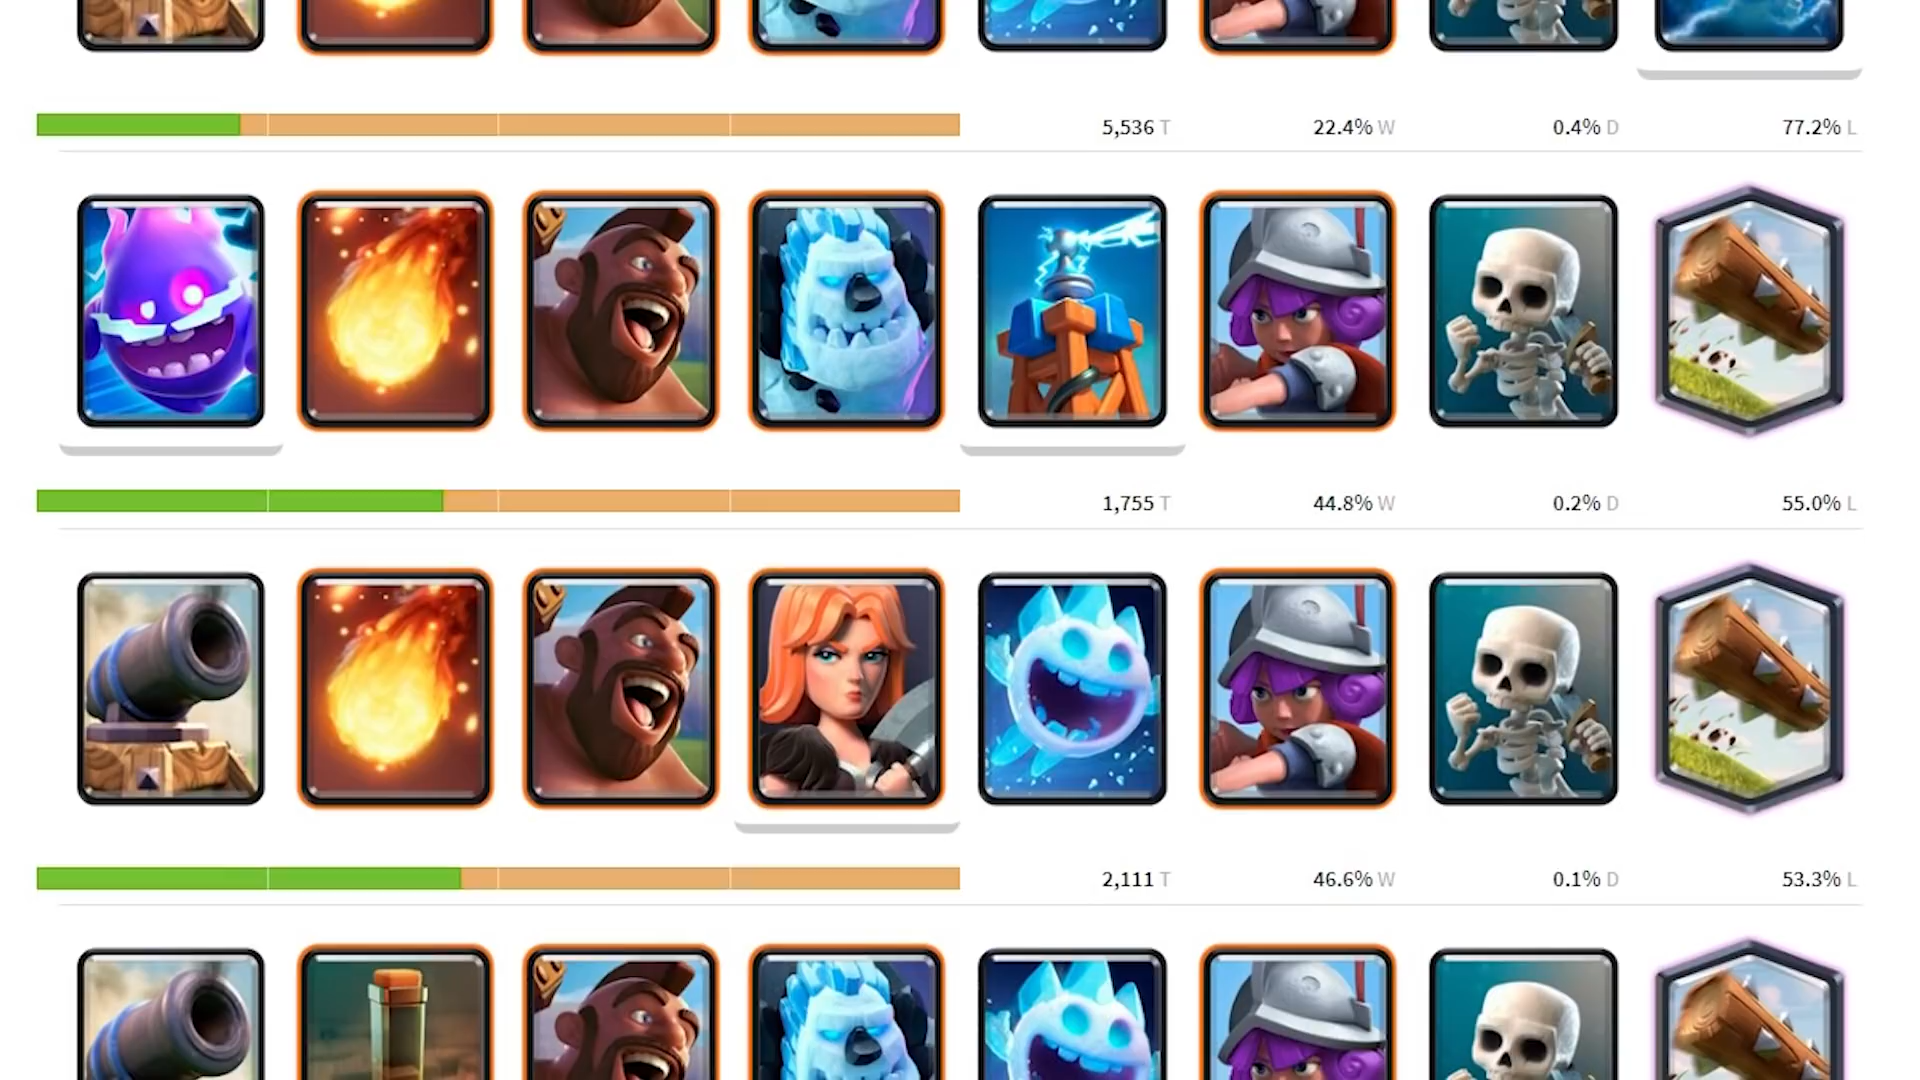 5,536 T 22.4% W 0.4% D 77.2% L
1,755 T 44.8% W 0.2% D 55.0% L
2,111 T 46.6% W 0.1% D 53.3% L